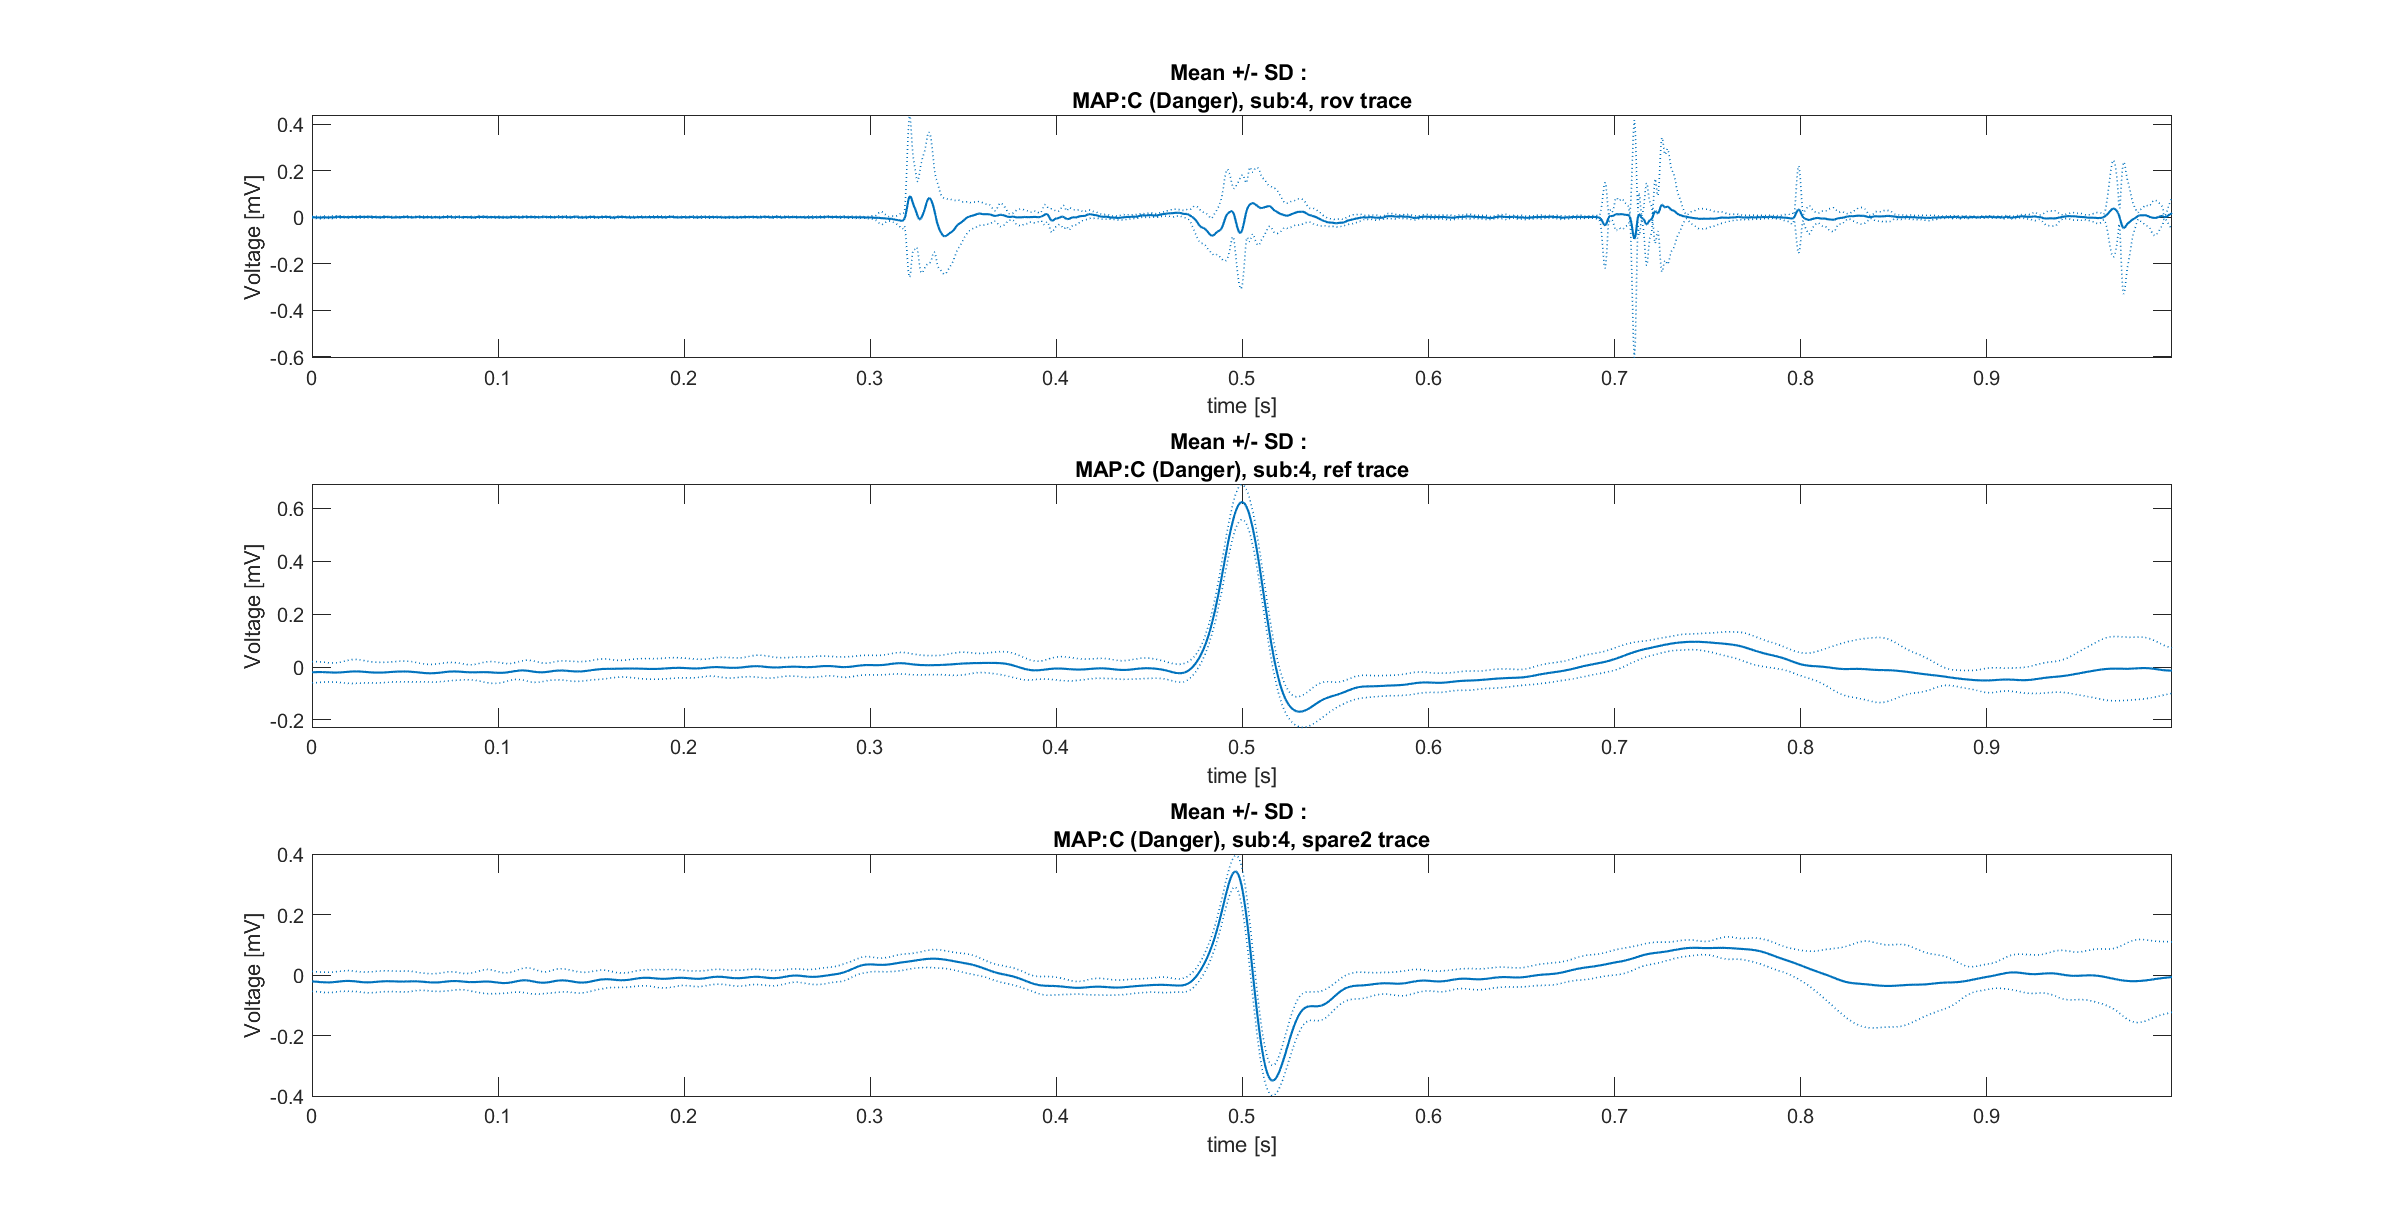 Mean +/- SD :
MAP:C (Danger), sub:4, rov trace
0.4
0.2
0
-0.2
-0.4
-0.6
Voltage [mV]
0 0.1 0.2 0.3 0.4 0.5 0.6 0.7 0.8 0.9
time [s]
Mean +/- SD :
MAP:C (Danger), sub:4, ref trace
0.6
0.4
0.2
0
-0.2
Voltage [mV]
0 0.1 0.2 0.3 0.4 0.5 0.6 0.7 0.8 0.9
time [s]
Mean +/- SD :
MAP:C (Danger), sub:4, spare2 trace
0.4
0.2
0
-0.2
-0.4
Voltage [mV]
0 0.1 0.2 0.3 0.4 0.5 0.6 0.7 0.8 0.9
time [s]